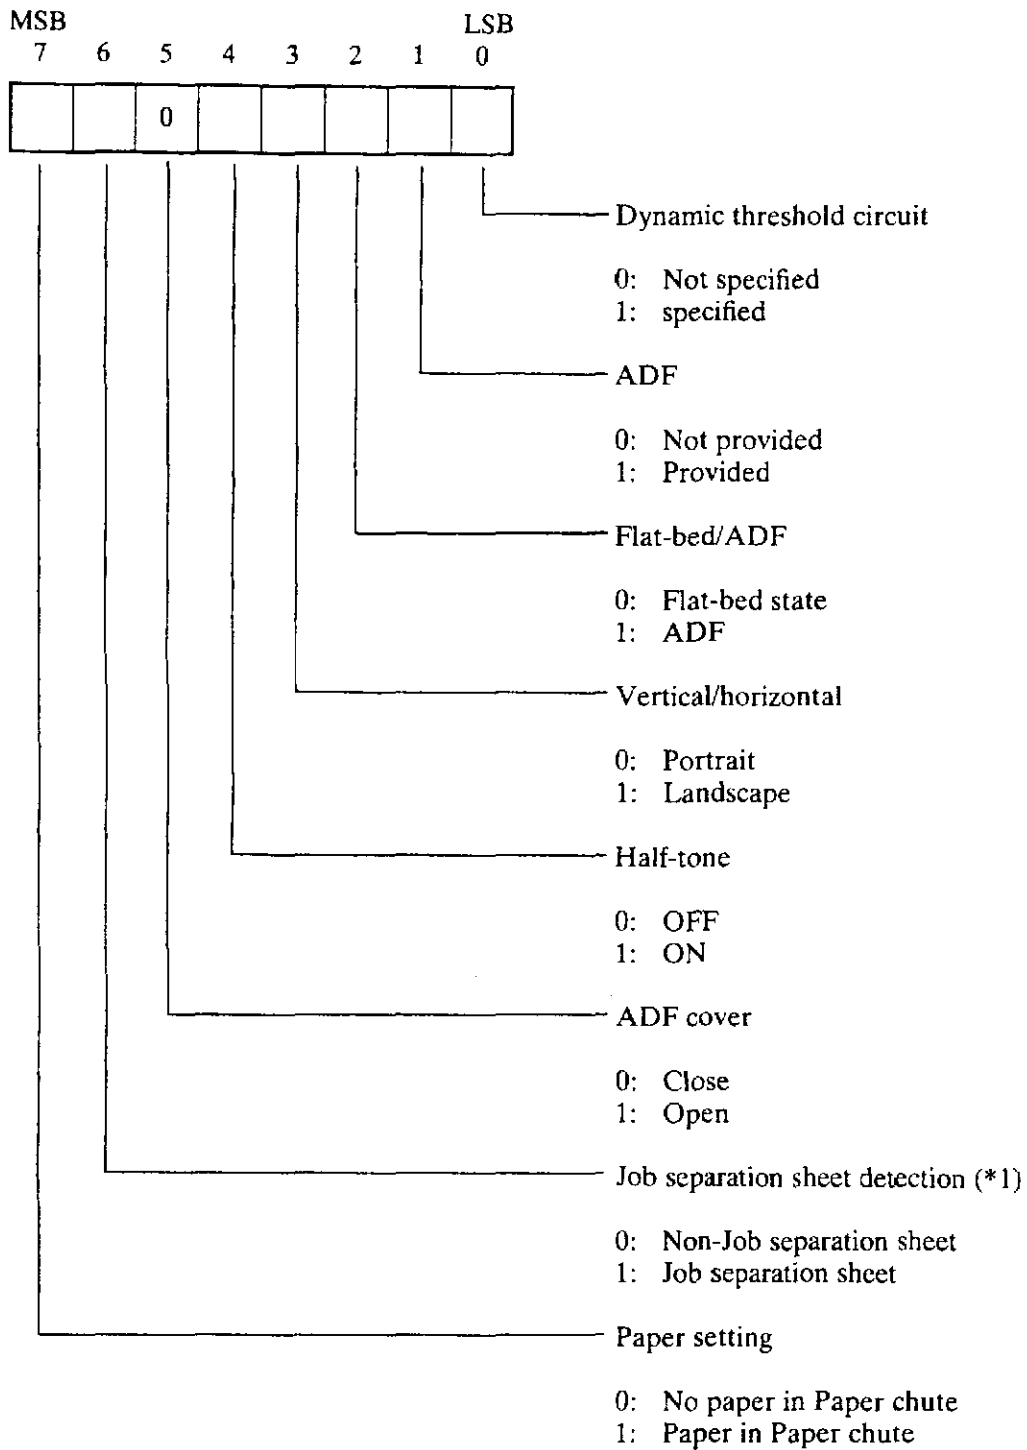 MSB LSB
7 6 5 4 3 2 1 0
0
Dynamic threshold circuit
0: Not specified
1: specified
ADF
0: Not provided
1: Provided
Flat-bed/ADF
0: Flat-bed state
1: ADF
Vertical/horizontal
0: Portrait
1: Landscape
Half-tone
0: OFF
1: ON
ADF cover
0: Close
1: Open
Job separation sheet detection (*1)
0: Non-Job separation sheet
1: Job separation sheet
Paper setting
0: No paper in Paper chute
1: Paper in Paper chute